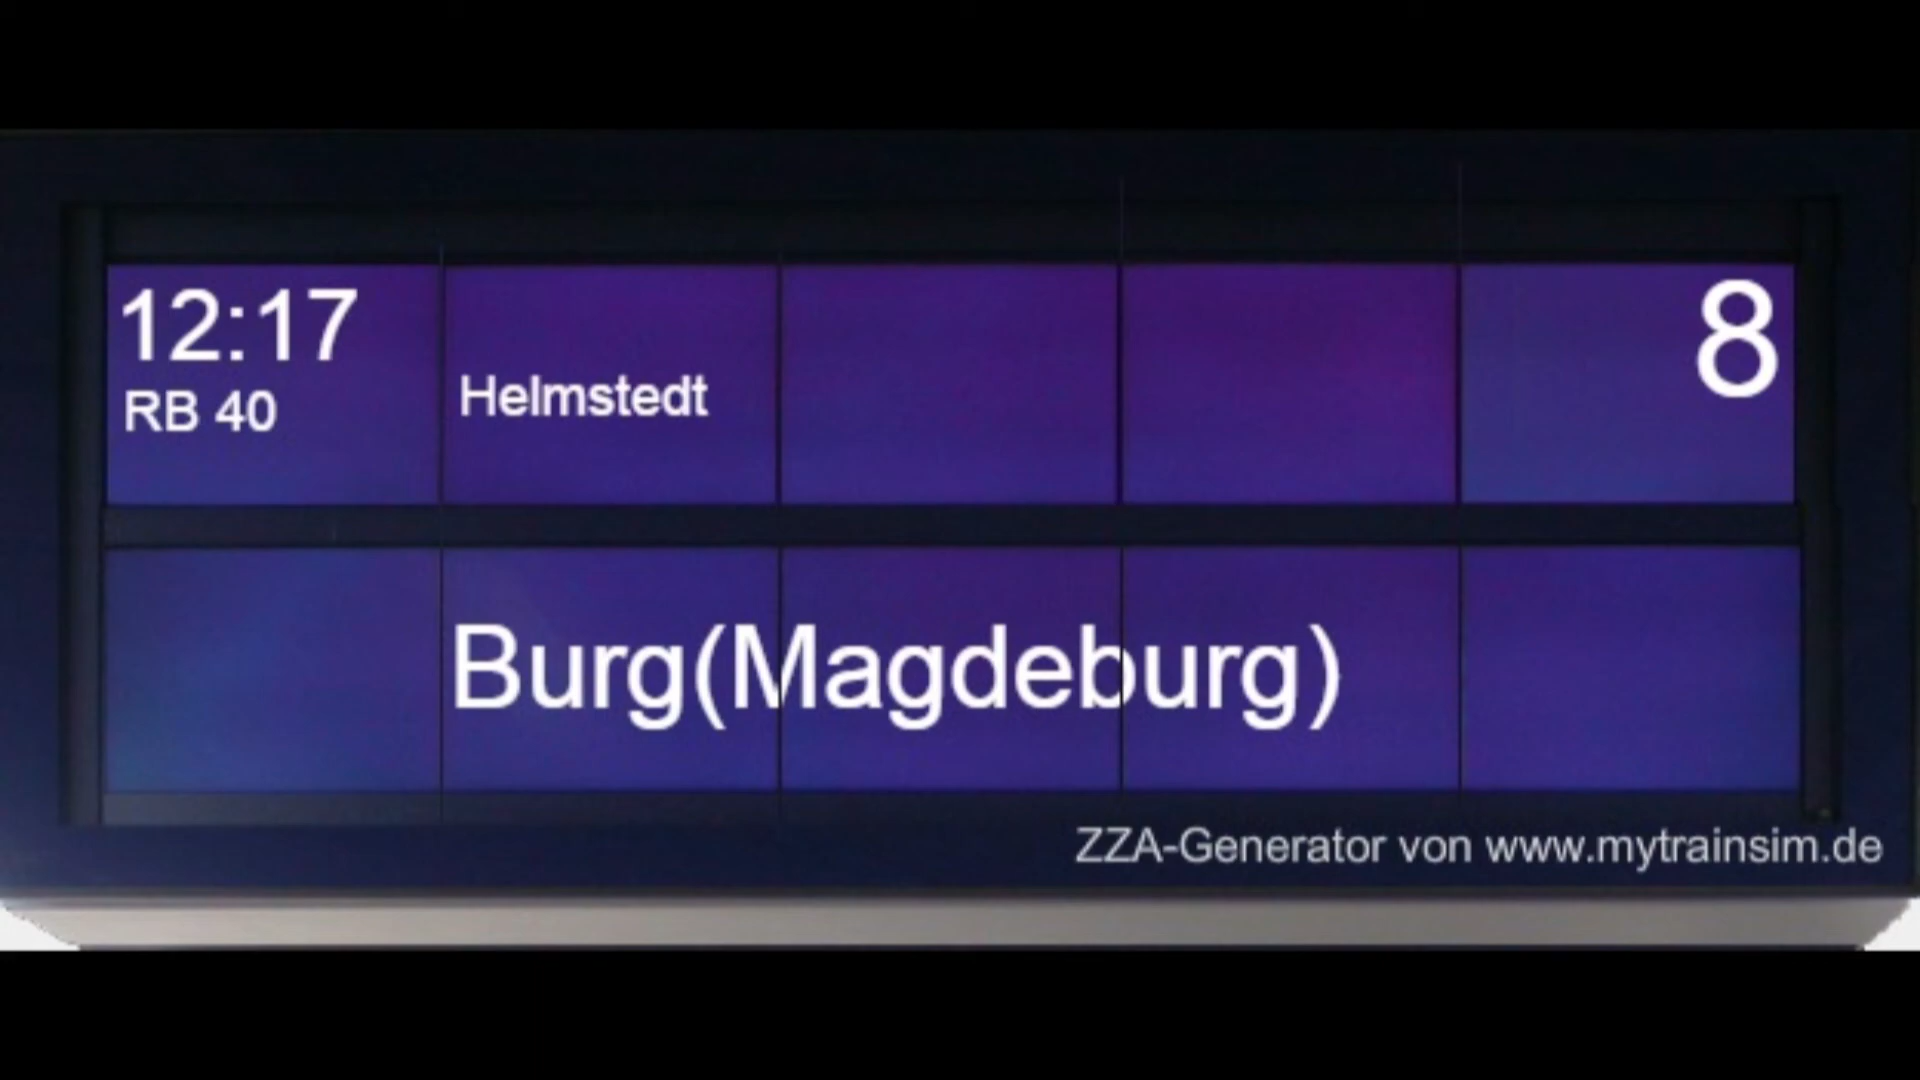 12:17
8
RB 40
Helmstedt
Burg(Magdeburg)
ZZA-Generator von www.mytrainsim.de